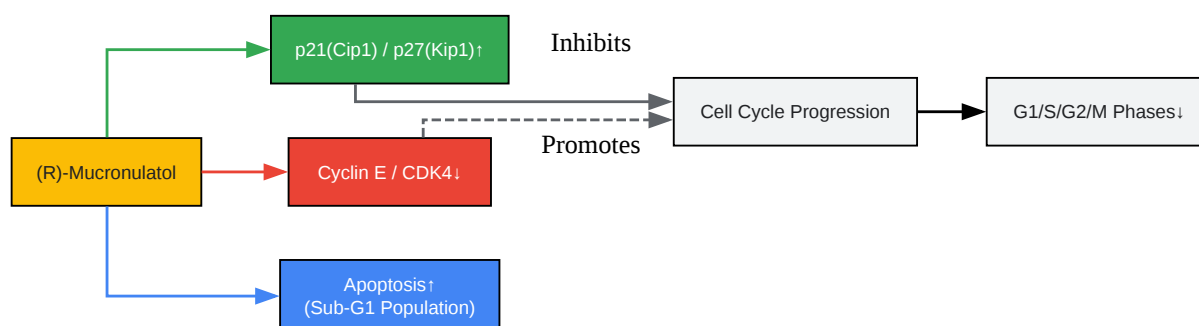 p21(Cip1) / p27(Kip1)↑
Inhibits
Cell Cycle Progression
G1/S/G2/M Phases↓
Promotes
(R)-Mucronulatol
Cyclin E / CDK4↓
Apoptosis↑
(Sub-G1 Population)